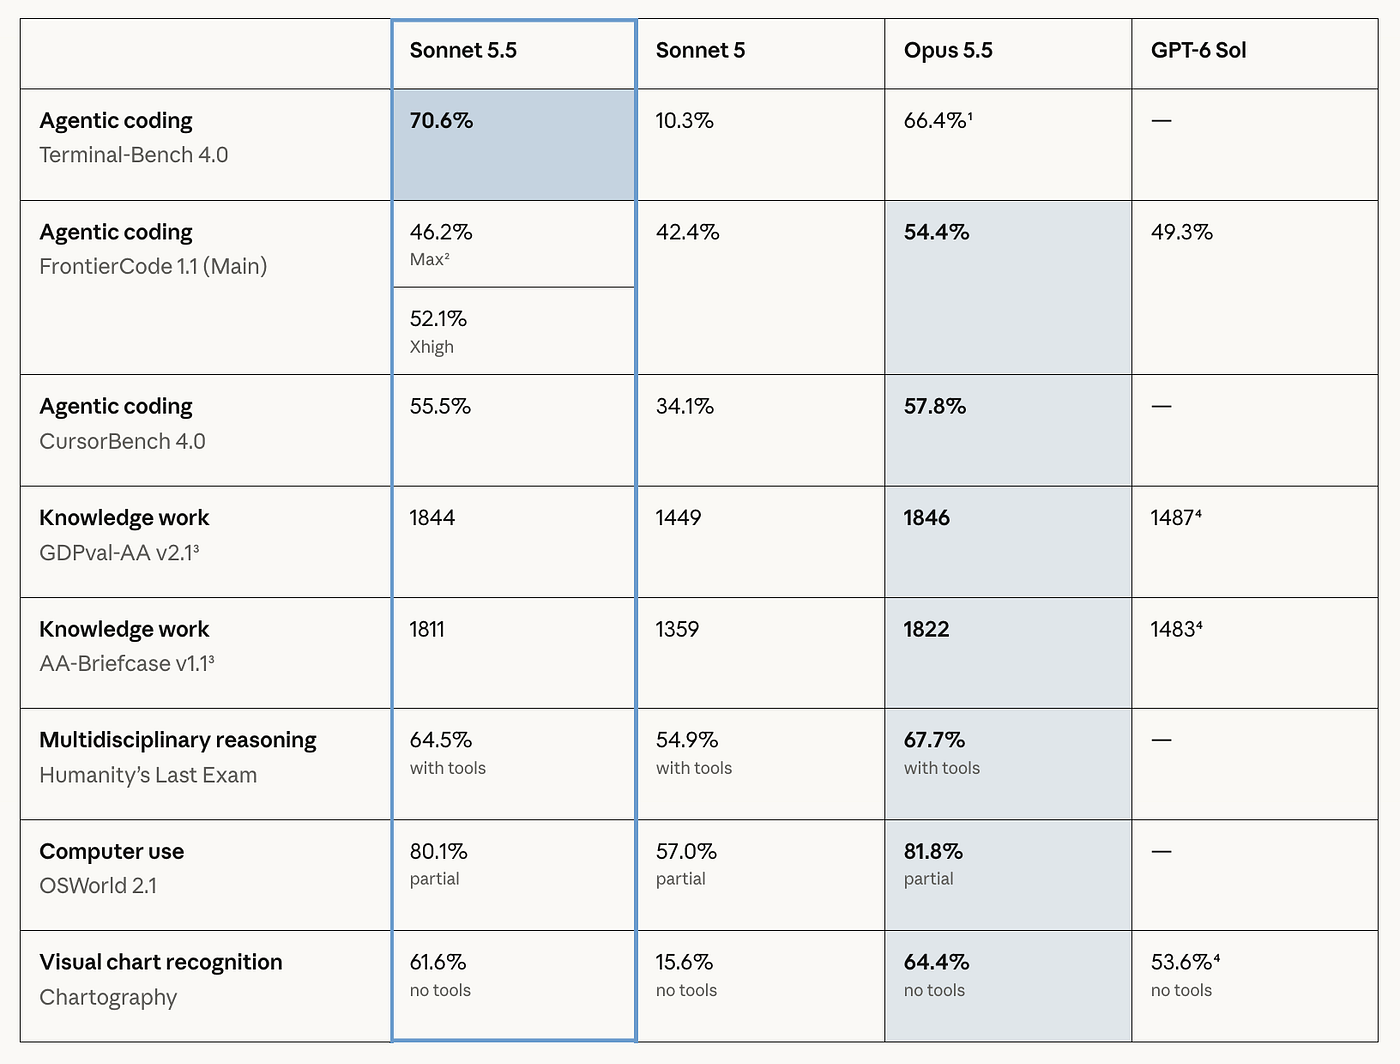 Sonnet 5.5
Sonnet 5
Opus 5.5
GPT-6 Sol
Agentic coding
Terminal-Bench 4.0
70.6%
10.3%
66.4%¹
—
Agentic coding
FrontierCode 1.1 (Main)
46.2%
Max²
52.1%
Xhigh
42.4%
54.4%
49.3%
Agentic coding
CursorBench 4.0
55.5%
34.1%
57.8%
—
Knowledge work
GDPval-AA v2.1³
1844
1449
1846
1487⁴
Knowledge work
AA-Briefcase v1.1³
1811
1359
1822
1483⁴
Multidisciplinary reasoning
Humanity’s Last Exam
64.5%
with tools
54.9%
with tools
67.7%
with tools
—
Computer use
OSWorld 2.1
80.1%
partial
57.0%
partial
81.8%
partial
—
Visual chart recognition
Chartography
61.6%
no tools
15.6%
no tools
64.4%
no tools
53.6%⁴
no tools